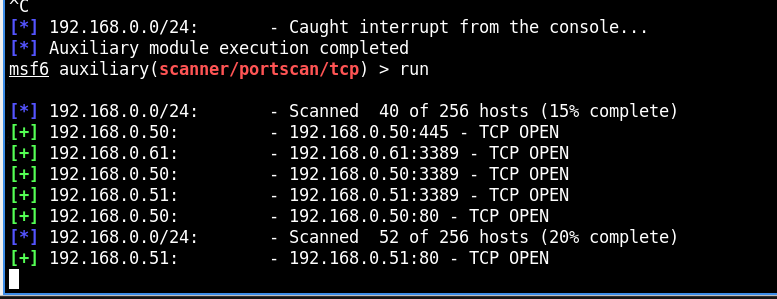 ^C
[*] 192.168.0.0/24:       - Caught interrupt from the console...
[*] Auxiliary module execution completed
msf6 auxiliary(scanner/portscan/tcp) > run
[*] 192.168.0.0/24:       - Scanned  40 of 256 hosts (15% complete)
[+] 192.168.0.50:         - 192.168.0.50:445 - TCP OPEN
[+] 192.168.0.61:         - 192.168.0.61:3389 - TCP OPEN
[+] 192.168.0.50:         - 192.168.0.50:3389 - TCP OPEN
[+] 192.168.0.51:         - 192.168.0.51:3389 - TCP OPEN
[+] 192.168.0.50:         - 192.168.0.50:80 - TCP OPEN
[*] 192.168.0.0/24:       - Scanned  52 of 256 hosts (20% complete)
[+] 192.168.0.51:         - 192.168.0.51:80 - TCP OPEN